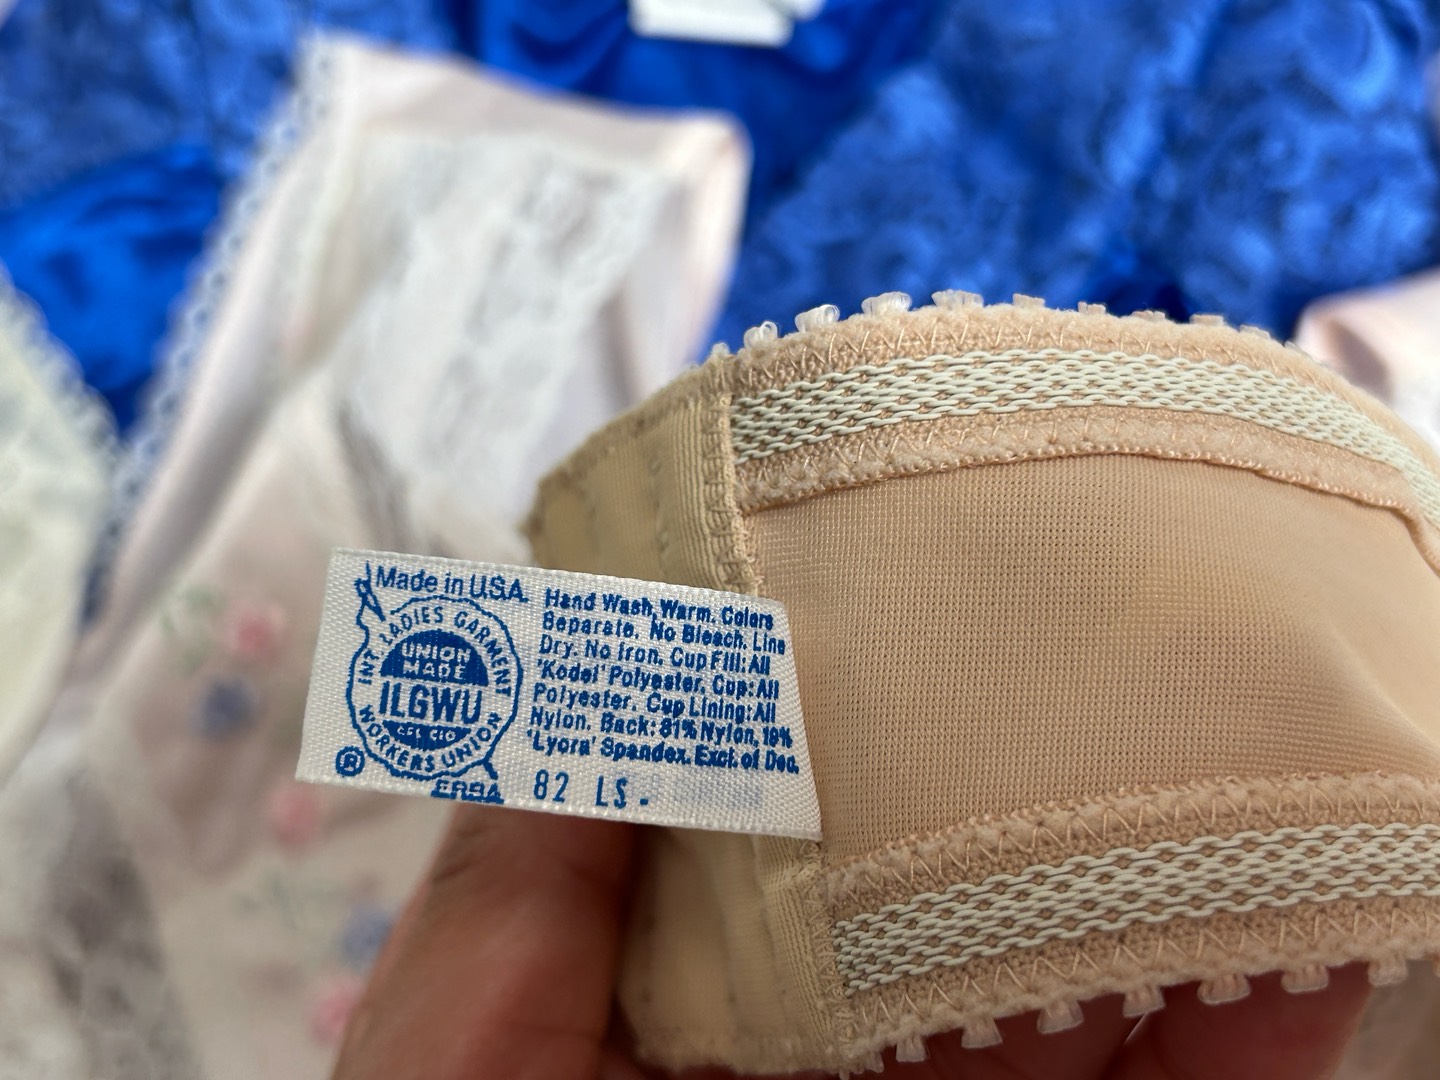 Made in U.S.A.
INT'L LADIES GARMENT
UNION
MADE
ILGWU
AFL CIO
WORKERS UNION
®
Hand Wash, Warm. Colors
Separate. No Bleach. Line
Dry. No Iron. Cup Fill: All
'Kodel' Polyester. Cup: All
Polyester. Cup Lining: All
Nylon. Back: 81% Nylon, 19%
'Lycra' Spandex. Excl. of Dec.
82 LS.